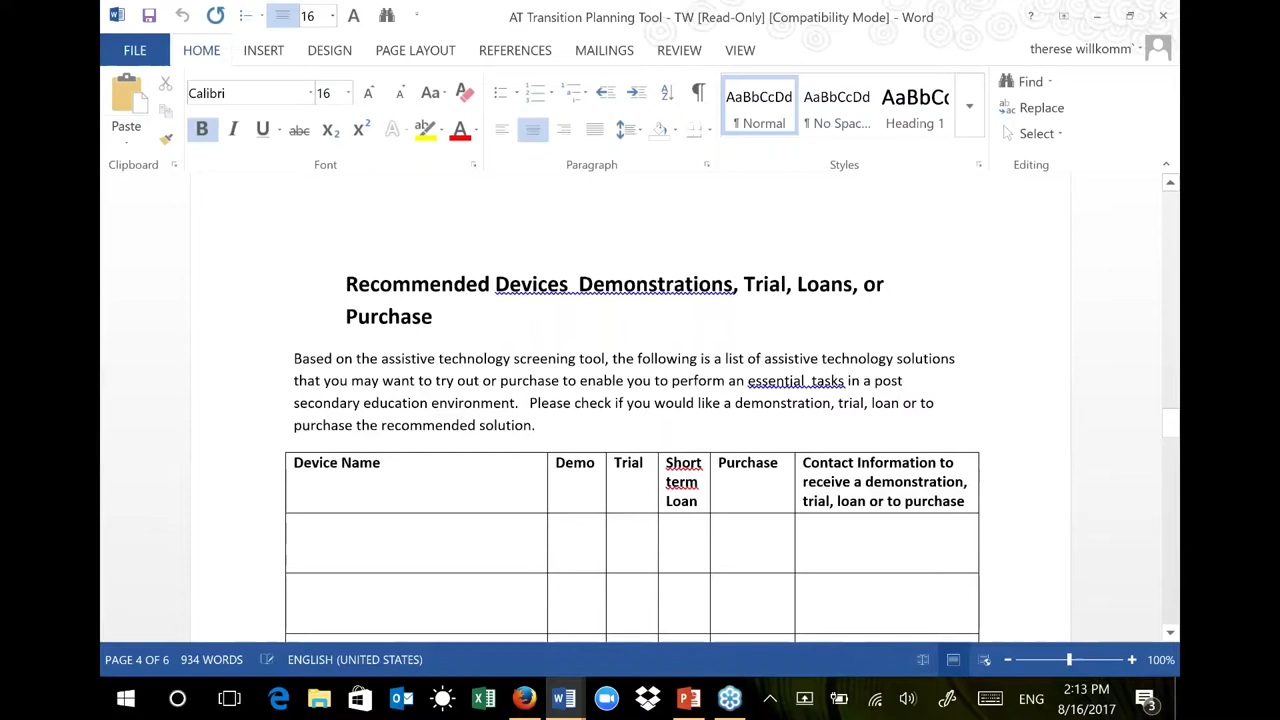 16 A AT Transition Planning Tool - TW [Read-Only] [Compatibility Mode] - Word ?
FILE HOME INSERT DESIGN PAGE LAYOUT REFERENCES MAILINGS REVIEW VIEW therese willkomm`
Paste
Calibri 16 A A Aa A
B I U abc X2 X2 A ab A
AaBbCcDd AaBbCcDd AaBbCc
¶ Normal ¶ No Spac... Heading 1
Find
Replace
Select
Clipboard Font Paragraph Styles Editing
Recommended Devices Demonstrations, Trial, Loans, or
Purchase
Based on the assistive technology screening tool, the following is a list of assistive technology solutions
that you may want to try out or purchase to enable you to perform an essential tasks in a post
secondary education environment. Please check if you would like a demonstration, trial, loan or to
purchase the recommended solution.
Device Name Demo Trial Short Purchase Contact Information to
term receive a demonstration,
Loan trial, loan or to purchase
PAGE 4 OF 6 934 WORDS ENGLISH (UNITED STATES) 100%
ENG 2:13 PM
8/16/2017 3